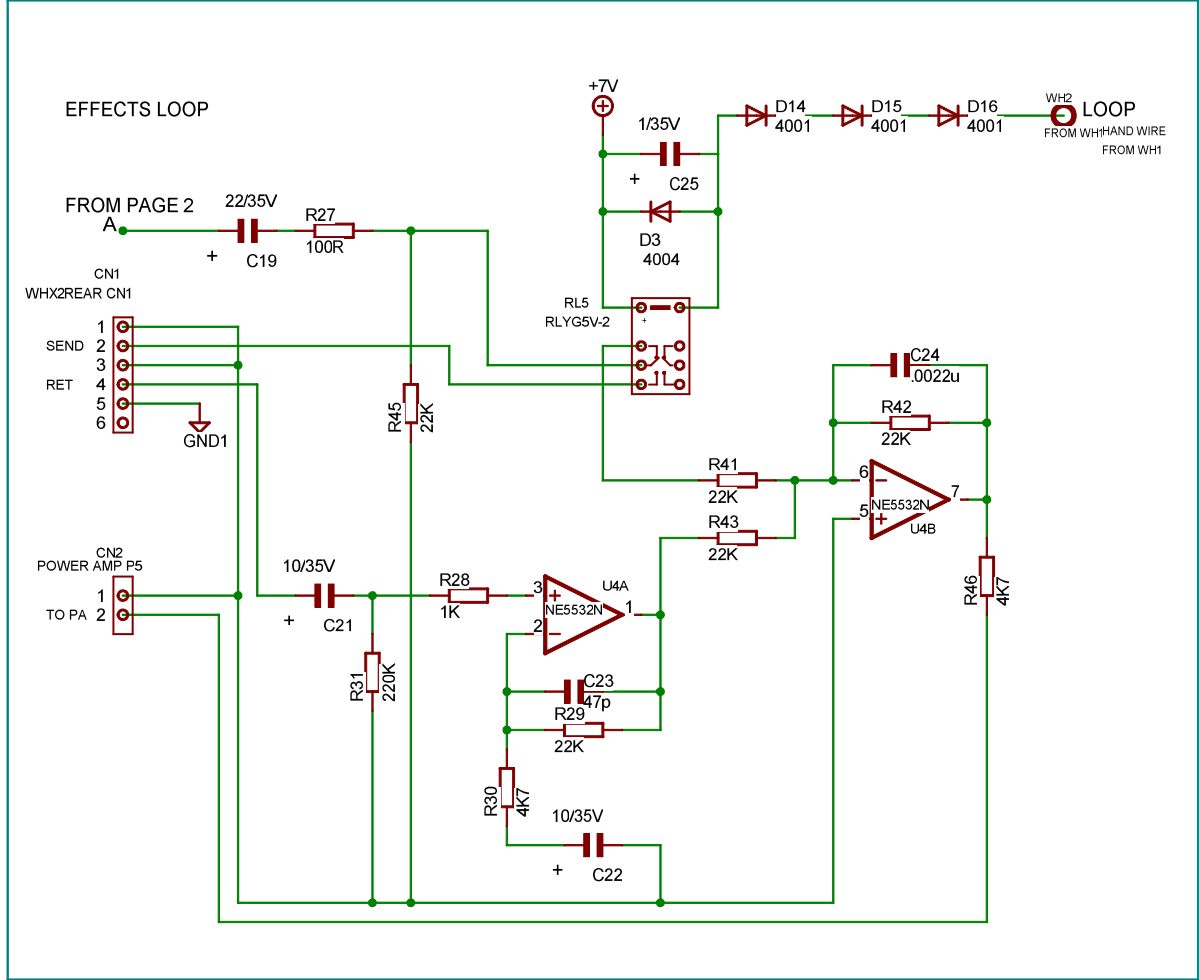 EFFECTS LOOP
+7V
1/35V
+
C25
D14
4001
D15
4001
D16
4001
WH2
LOOP
FROM WH1
HAND WIRE
FROM WH1
FROM PAGE 2
A
22/35V
+
C19
R27
100R
D3
4004
CN1
WHX2REAR CN1
1
SEND 2
3
RET 4
5
6
GND1
RL5
RLYG5V-2
+
R45
22K
C24
.0022u
R42
22K
R41
22K
R43
22K
6
5
7
NE5532N
U4B
R46
4K7
CN2
POWER AMP P5
1
TO PA 2
10/35V
+
C21
R31
220K
R28
1K
3
2
1
U4A
NE5532N
C23
47p
R29
22K
R30
4K7
10/35V
+
C22